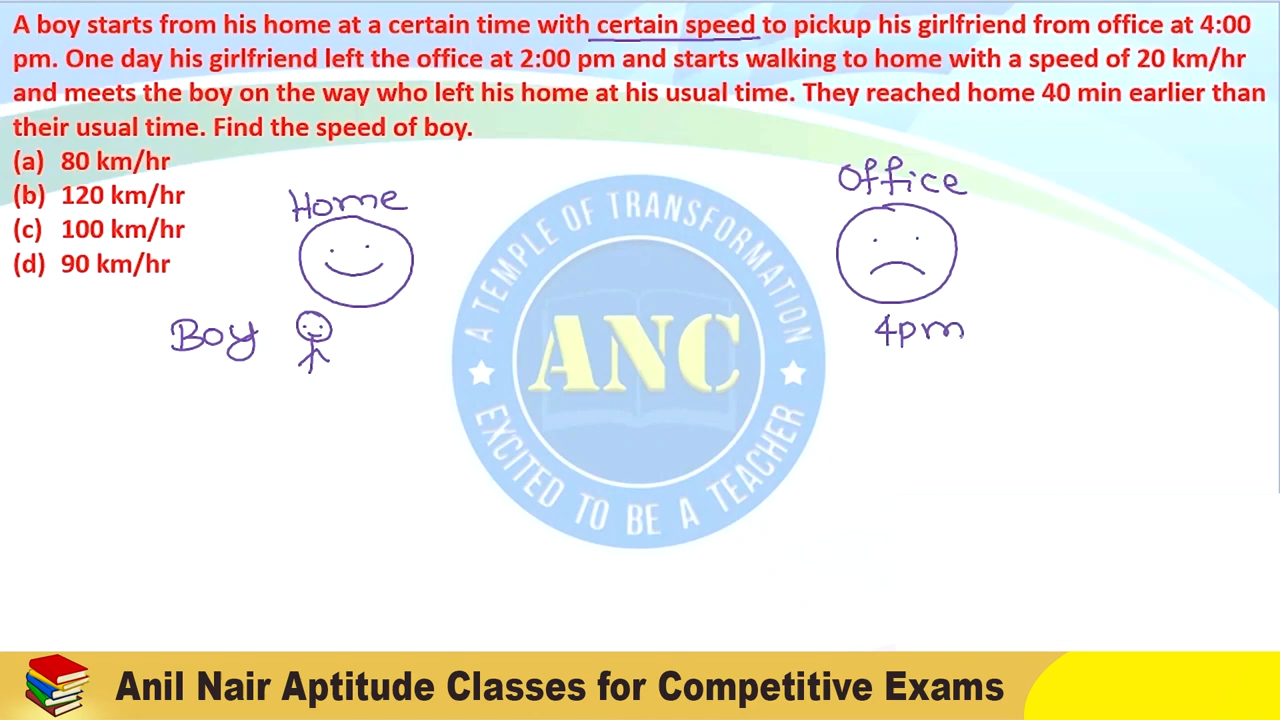 A boy starts from his home at a certain time with certain speed to pickup his girlfriend from office at 4:00
pm. One day his girlfriend left the office at 2:00 pm and starts walking to home with a speed of 20 km/hr
and meets the boy on the way who left his home at his usual time. They reached home 40 min earlier than
their usual time. Find the speed of boy.
(a) 80 km/hr
(b) 120 km/hr
(c) 100 km/hr
(d) 90 km/hr
Home
Office
Boy
4pm
A TEMPLE OF TRANSFORMATION
ANC
EXCITED TO BE A TEACHER
Anil Nair Aptitude Classes for Competitive Exams